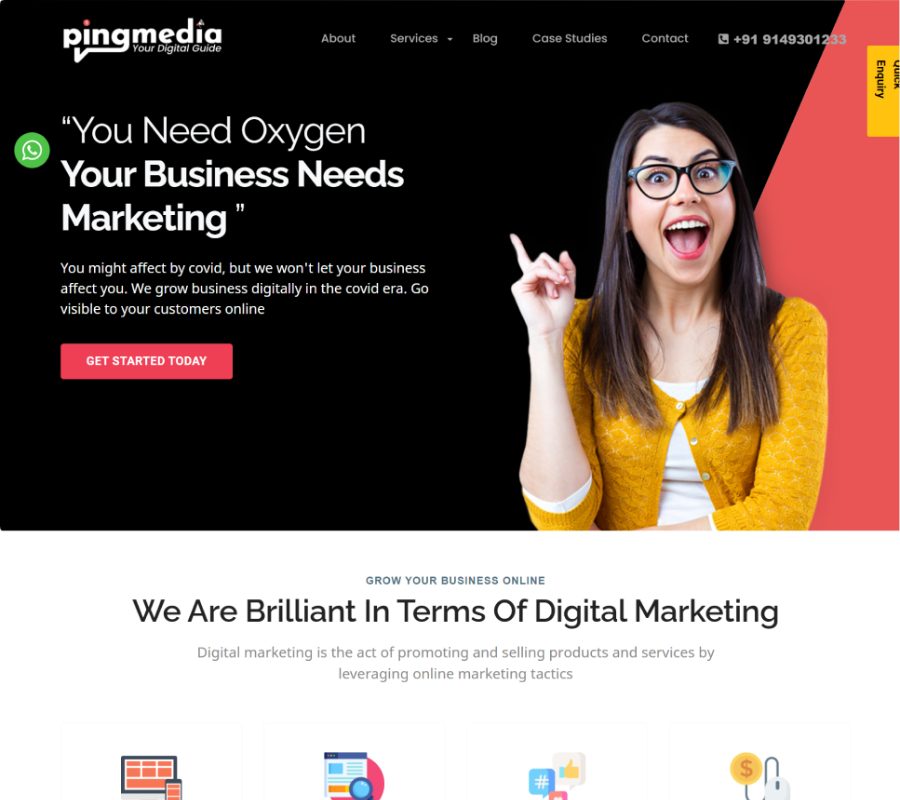 pingmedia
Your Digital Guide
About
Services
Blog
Case Studies
Contact
+91 9149301233
Quick
Enquiry
“You Need Oxygen
Your Business Needs
Marketing ”
You might affect by covid, but we won't let your business
affect you. We grow business digitally in the covid era. Go
visible to your customers online
GET STARTED TODAY
GROW YOUR BUSINESS ONLINE
We Are Brilliant In Terms Of Digital Marketing
Digital marketing is the act of promoting and selling products and services by
leveraging online marketing tactics
#
$